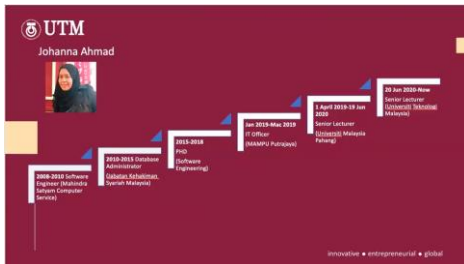 UTM
Johanna Ahmad
2008-2010 Software
Engineer (Mahindra
Satyam Computer
Service)
2010-2015 Database
Administrator
(Jabatan Kehakiman
Syariah Malaysia)
2015-2018
PHD
(Software
Engineering)
Jan 2019-Mac 2019
IT Officer
(MAMPU Putrajaya)
1 April 2019-19 Jun
2020
Senior Lecturer
(Universiti Malaysia
Pahang)
20 Jun 2020-Now
Senior Lecturer
(Universiti Teknologi
Malaysia)
innovative ● entrepreneurial ● global